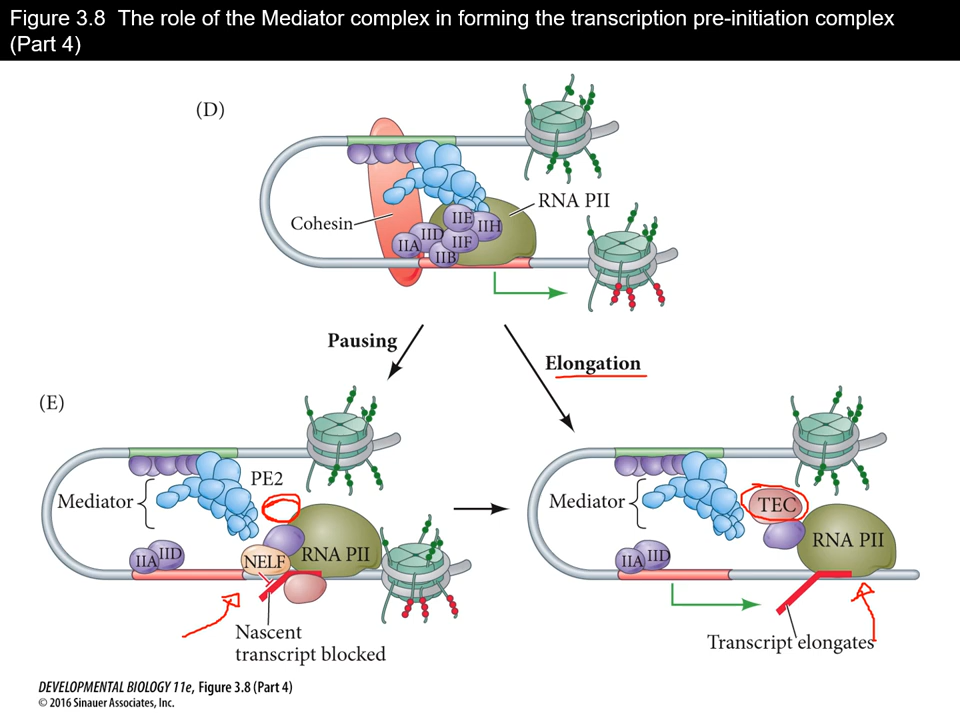 Figure 3.8 The role of the Mediator complex in forming the transcription pre-initiation complex
(Part 4)
(D)
RNA PII
Cohesin
IIE
IIH
IID
IIF
IIA
IIB
Pausing
Elongation
(E)
PE2
Mediator
IIA
IID
NELF
RNA PII
Nascent
transcript blocked
Mediator
TEC
RNA PII
IIA
IID
Transcript elongates
DEVELOPMENTAL BIOLOGY 11e, Figure 3.8 (Part 4)
© 2016 Sinauer Associates, Inc.